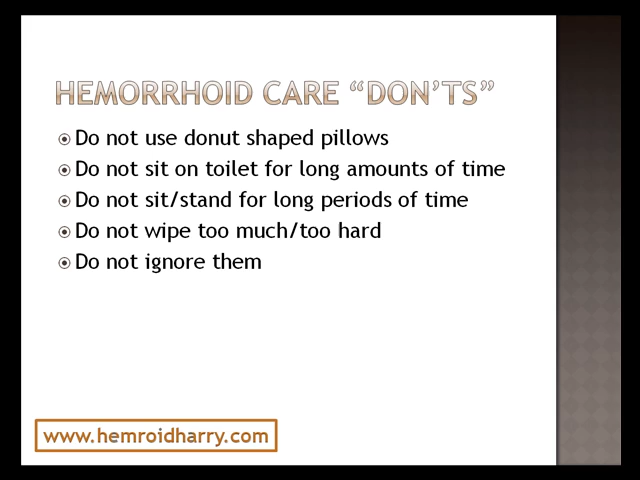 HEMORRHOID CARE “DON’TS”
Do not use donut shaped pillows
Do not sit on toilet for long amounts of time
Do not sit/stand for long periods of time
Do not wipe too much/too hard
Do not ignore them
www.hemroidharry.com